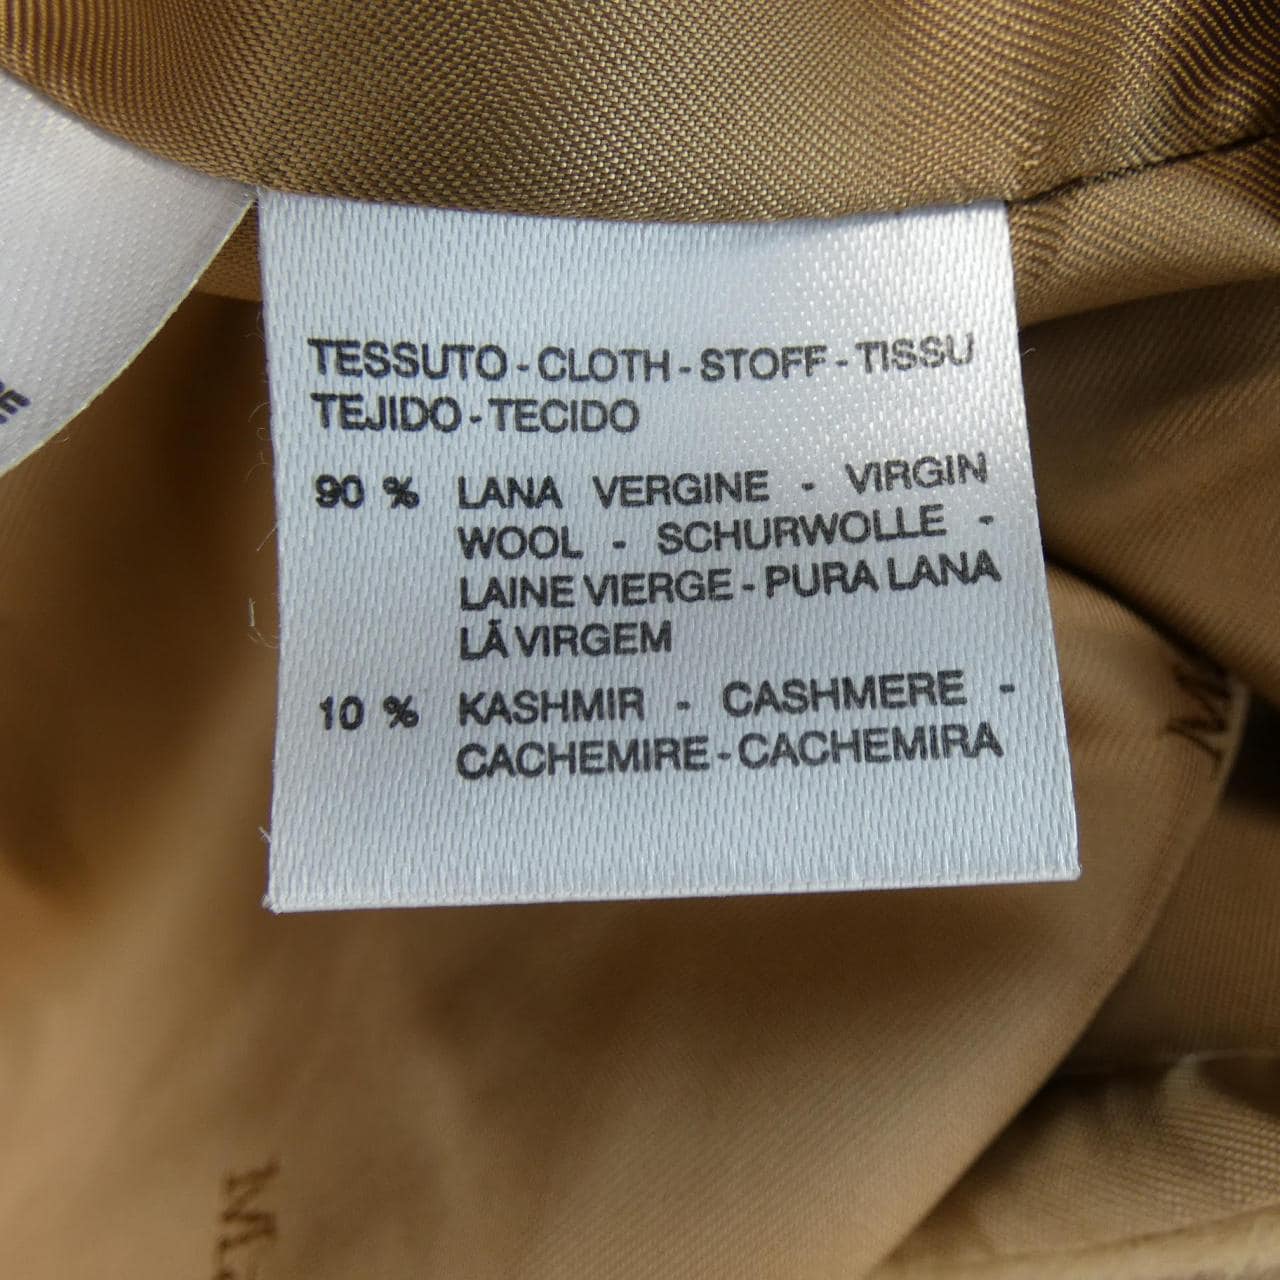 TESSUTO - CLOTH - STOFF - TISSU
TEJIDO - TECIDO
90 % LANA VERGINE - VIRGIN
WOOL - SCHURWOLLE -
LAINE VIERGE - PURA LANA
LÃ VIRGEM
10 % KASHMIR - CASHMERE -
CACHEMIRE - CACHEMIRA